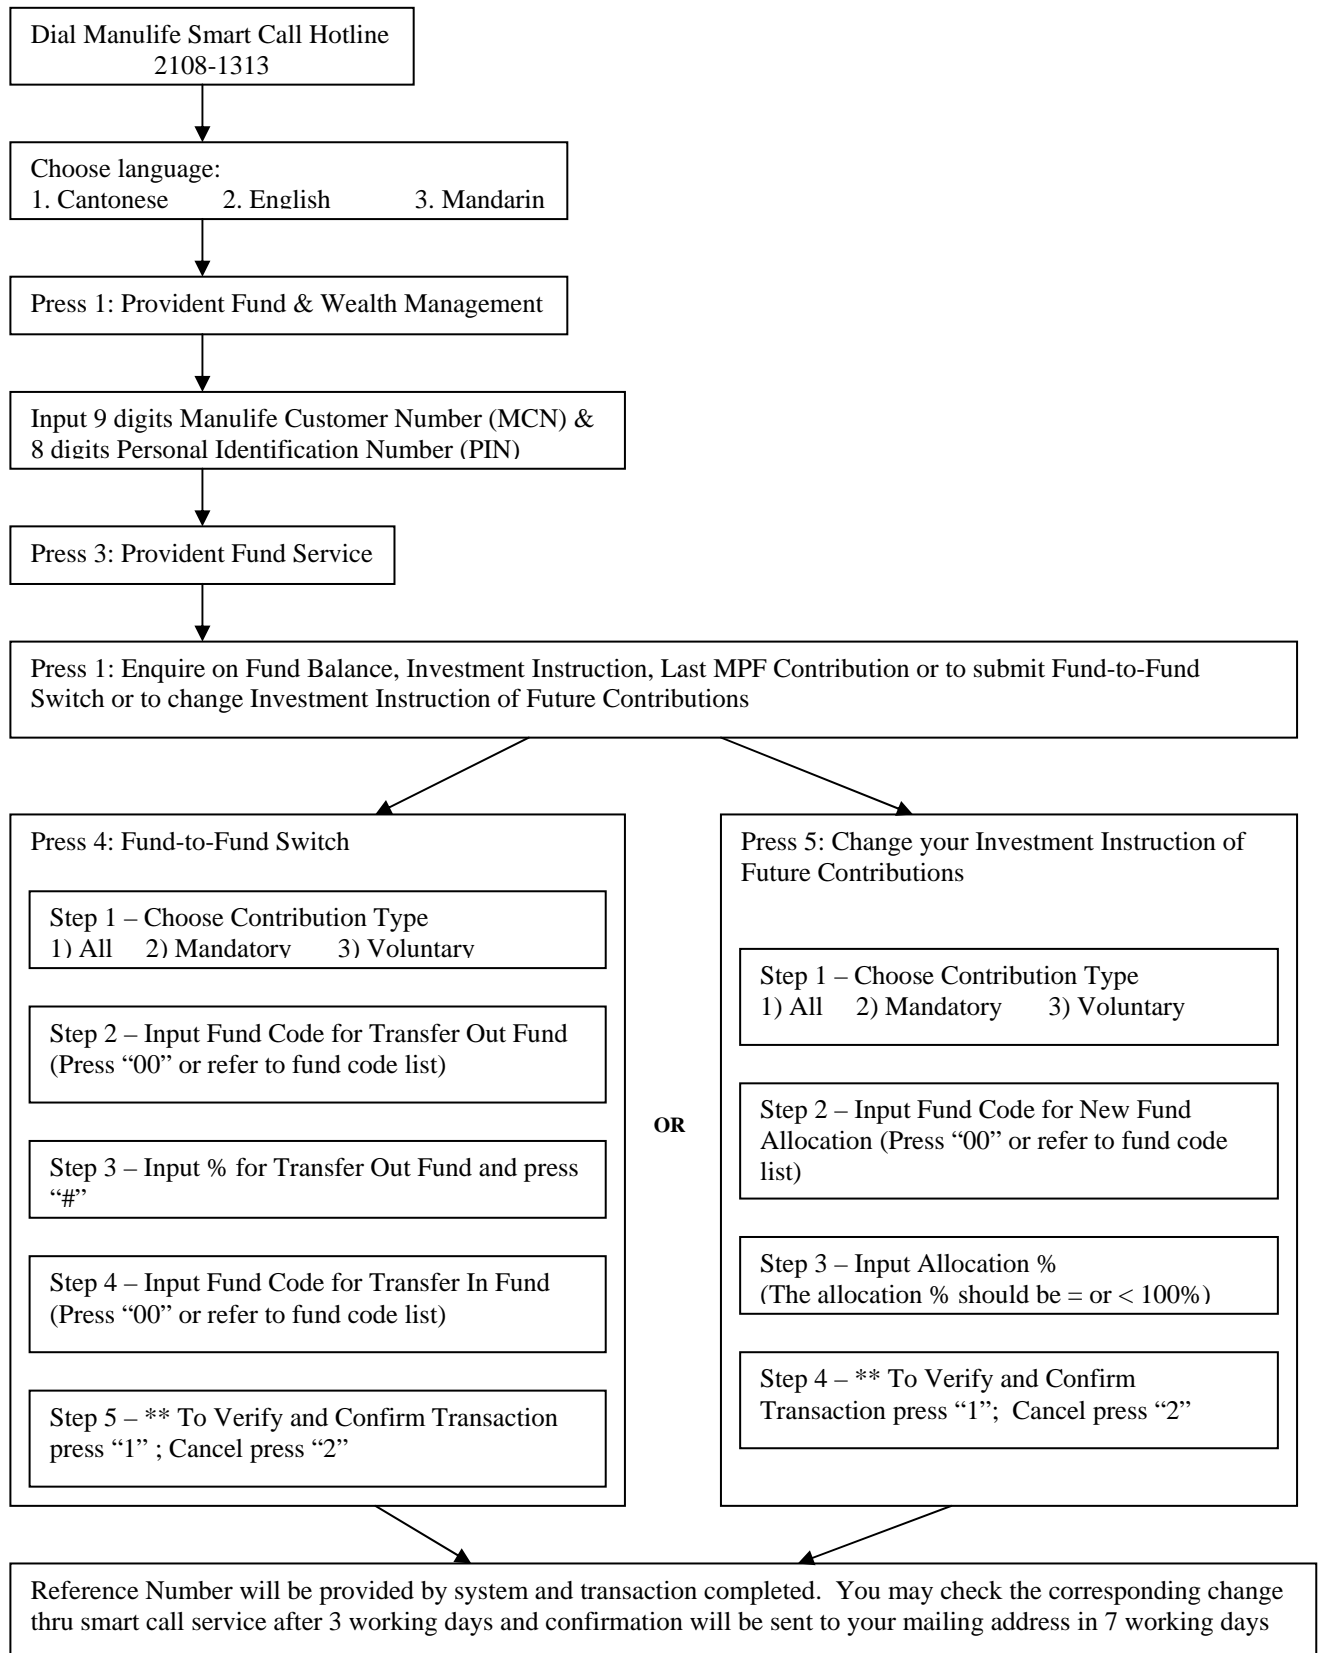 Dial Manulife Smart Call Hotline
2108-1313
Choose language:
1. Cantonese 2. English 3. Mandarin
Press 1: Provident Fund & Wealth Management
Input 9 digits Manulife Customer Number (MCN) &
8 digits Personal Identification Number (PIN)
Press 3: Provident Fund Service
Press 1: Enquire on Fund Balance, Investment Instruction, Last MPF Contribution or to submit Fund-to-Fund
Switch or to change Investment Instruction of Future Contributions
Press 4: Fund-to-Fund Switch
Step 1 – Choose Contribution Type
1) All 2) Mandatory 3) Voluntary
Step 2 – Input Fund Code for Transfer Out Fund
(Press “00” or refer to fund code list)
Step 3 – Input % for Transfer Out Fund and press
“#”
Step 4 – Input Fund Code for Transfer In Fund
(Press “00” or refer to fund code list)
Step 5 – ** To Verify and Confirm Transaction
press “1” ; Cancel press “2”
OR
Press 5: Change your Investment Instruction of
Future Contributions
Step 1 – Choose Contribution Type
1) All 2) Mandatory 3) Voluntary
Step 2 – Input Fund Code for New Fund
Allocation (Press “00” or refer to fund code
list)
Step 3 – Input Allocation %
(The allocation % should be = or < 100%)
Step 4 – ** To Verify and Confirm
Transaction press “1”; Cancel press “2”
Reference Number will be provided by system and transaction completed. You may check the corresponding change
thru smart call service after 3 working days and confirmation will be sent to your mailing address in 7 working days